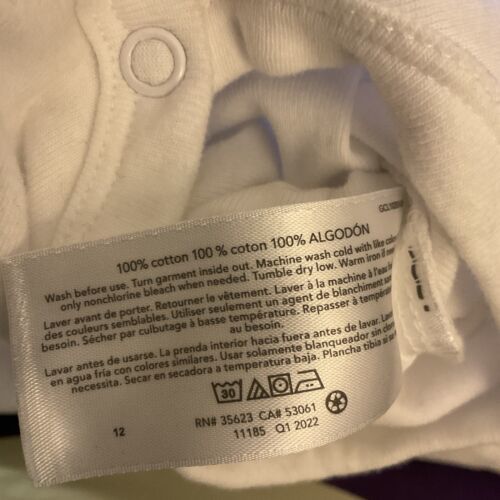 GCL
100% cotton 100 % coton 100% ALGODÓN
Wash before use. Turn garment inside out. Machine wash cold with like
only nonchlorine bleach when needed. Tumble dry low. Warm iron if
Laver avant de porter. Retourner le vêtement. Laver à la machine à l'eau
des couleurs semblables. Utiliser seulement un agent de blanchiment sans
besoin. Sécher par culbutage à basse température. Repasser à
au besoin.
Lavar antes de usarse. La prenda interior hacia fuera antes de lavar. Lavar
en agua fría con colores similares. Usar solamente blanqueador sin
necesita. Secar en secadora a temperatura baja. Plancha tibia si
30
RN# 35623 CA# 53061
12
11185 Q1 2022